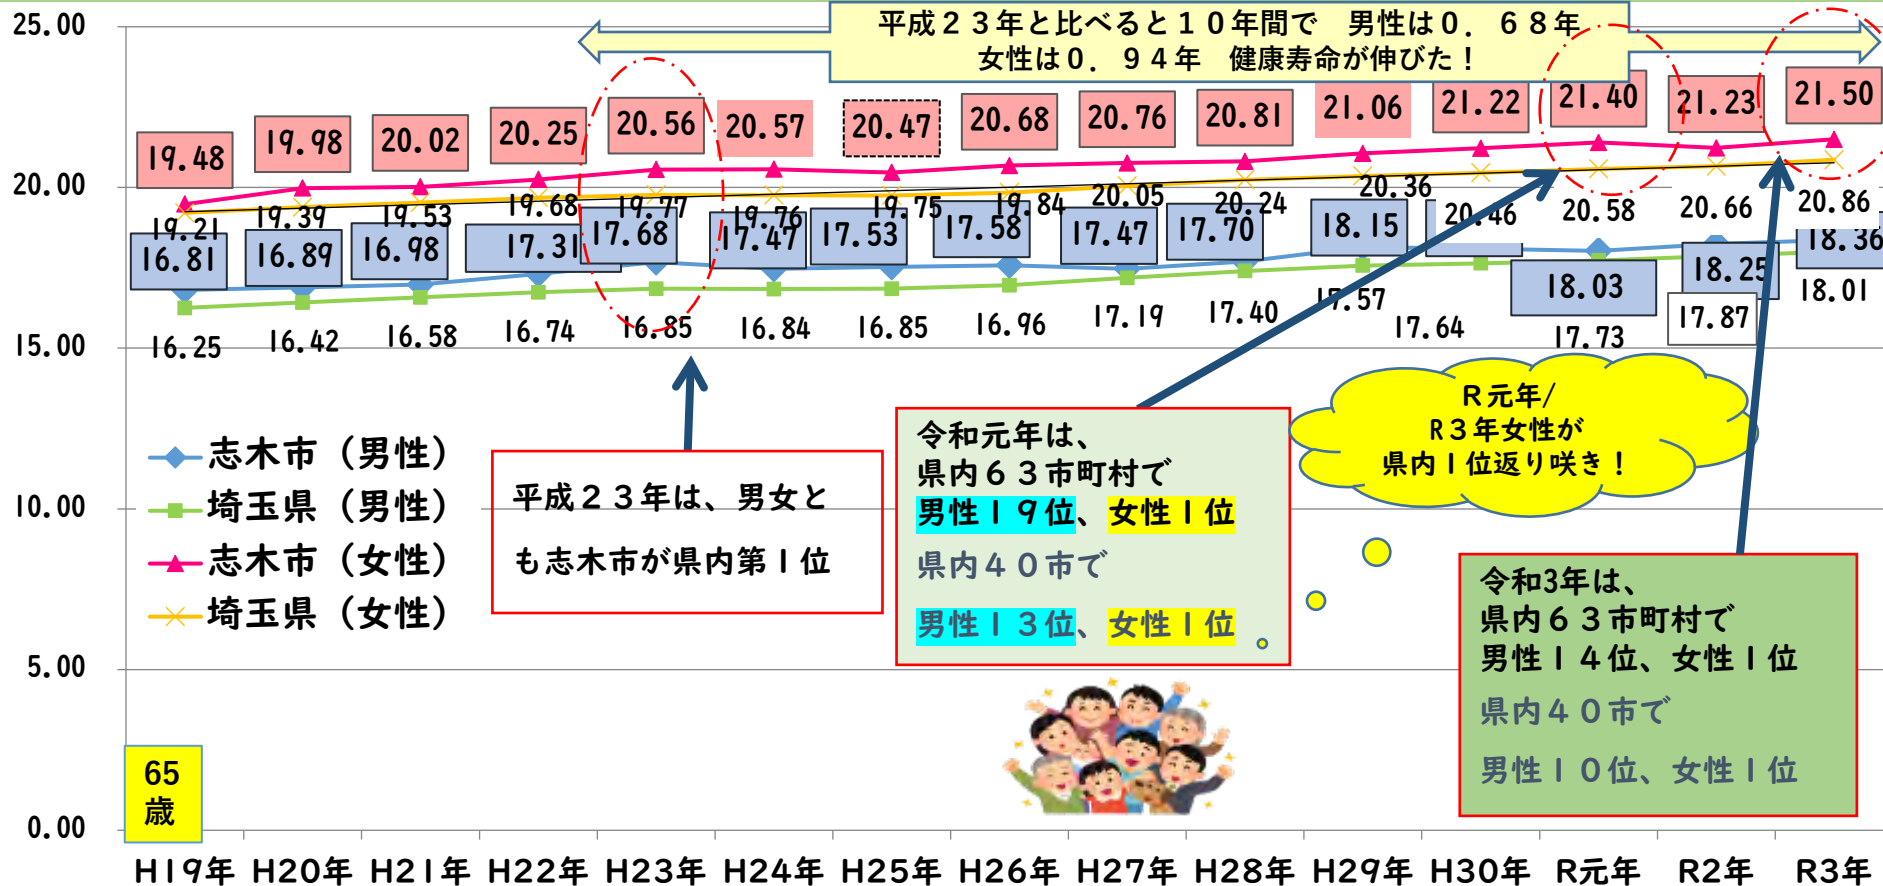 平成２３年と比べると１０年間で　男性は０．６８年
女性は０．９４年　健康寿命が伸びた！
25.00
20.00
15.00
10.00
5.00
0.00
19.48
19.98
20.02
20.25
20.56
20.57
20.47
20.68
20.76
20.81
21.06
21.22
21.40
21.23
21.50
19.21
19.39
19.53
19.68
19.77
19.76
19.75
19.84
20.05
20.24
20.36
20.46
20.58
20.66
20.86
16.81
16.89
16.98
17.31
17.68
17.47
17.53
17.58
17.47
17.70
18.15
18.03
18.25
18.36
16.25
16.42
16.58
16.74
16.85
16.84
16.85
16.96
17.19
17.40
17.57
17.64
17.73
17.87
18.01
志木市（男性）
埼玉県（男性）
志木市（女性）
埼玉県（女性）
平成２３年は、男女と
も志木市が県内第１位
令和元年は、
県内６３市町村で
男性１９位、女性１位
県内４０市で
男性１３位、女性１位
Ｒ元年/
R３年女性が
県内１位返り咲き！
令和3年は、
県内６３市町村で
男性１４位、女性１位
県内４０市で
男性１０位、女性１位
65
歳
H19年 H20年 H21年 H22年 H23年 H24年 H25年 H26年 H27年 H28年 H29年 H30年 R元年 R2年 R3年